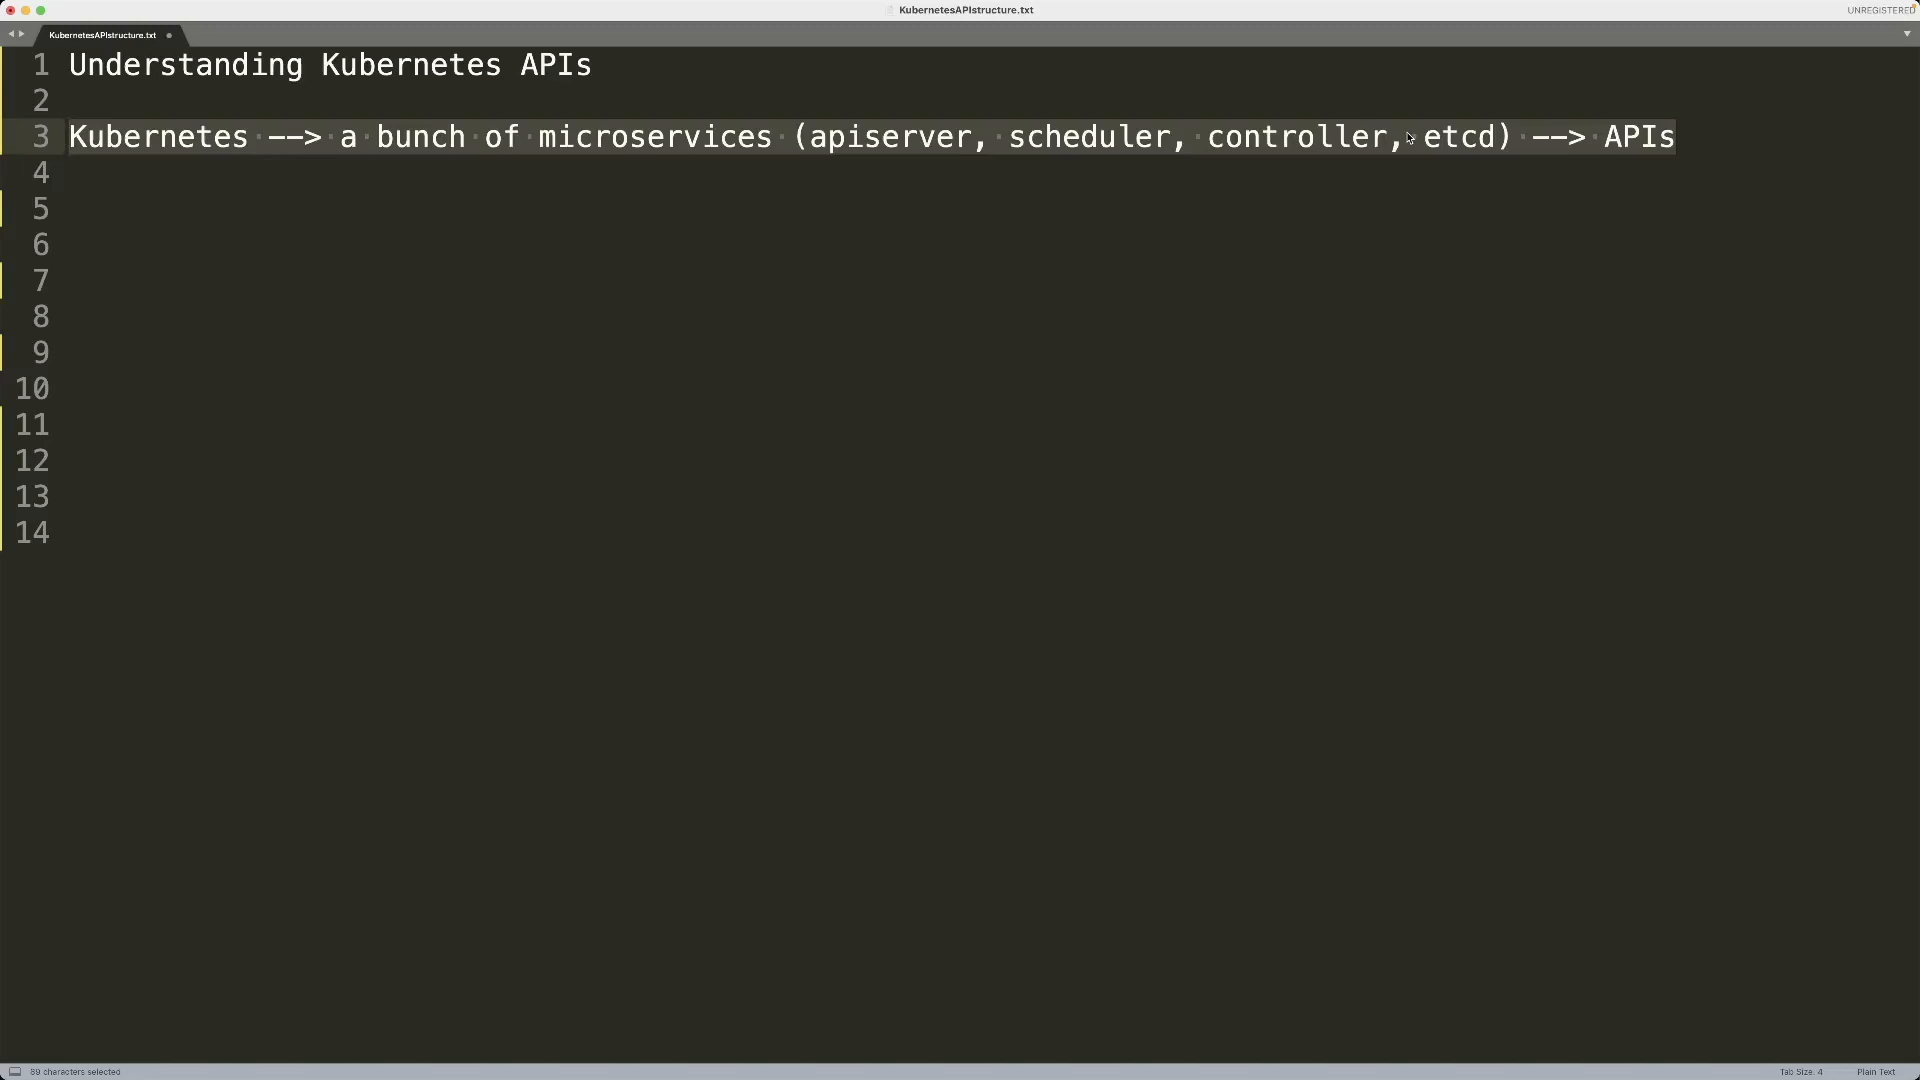 KubernetesAPIstructure.txt
UNREGISTERED
KubernetesAPIstructure.txt
1 Understanding Kubernetes APIs
2
3 Kubernetes --> a bunch of microservices (apiserver, scheduler, controller, etcd) --> APIs
4
5
6
7
8
9
10
11
12
13
14
89 characters selected
Tab Size: 4
Plain Text